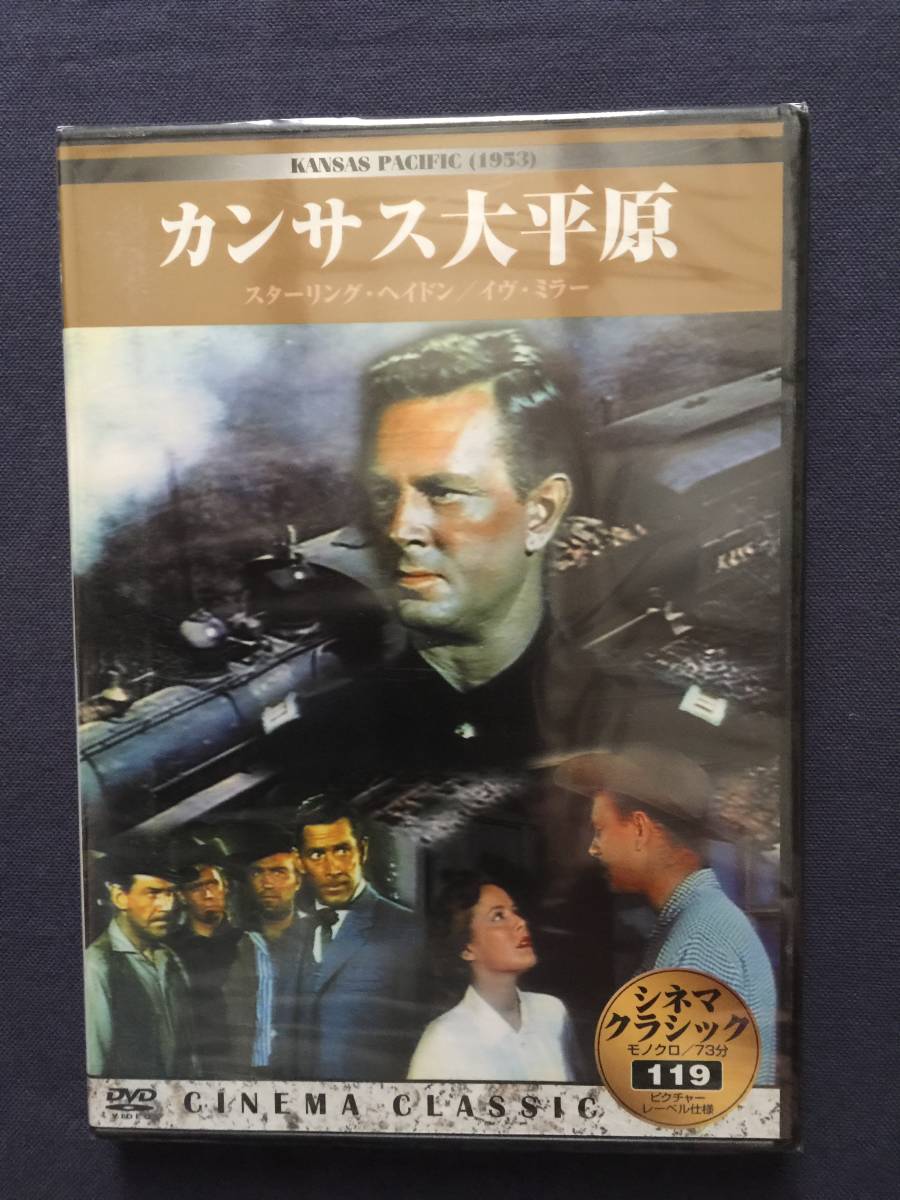 KANSAS PACIFIC (1953)
カンサス大平原
スターリング・ヘイドン／イヴ・ミラー
シネマ
クラシック
モノクロ／73分
119
ピクチャー
レーベル仕様
DVD
VIDEO
CINEMA CLASSIC